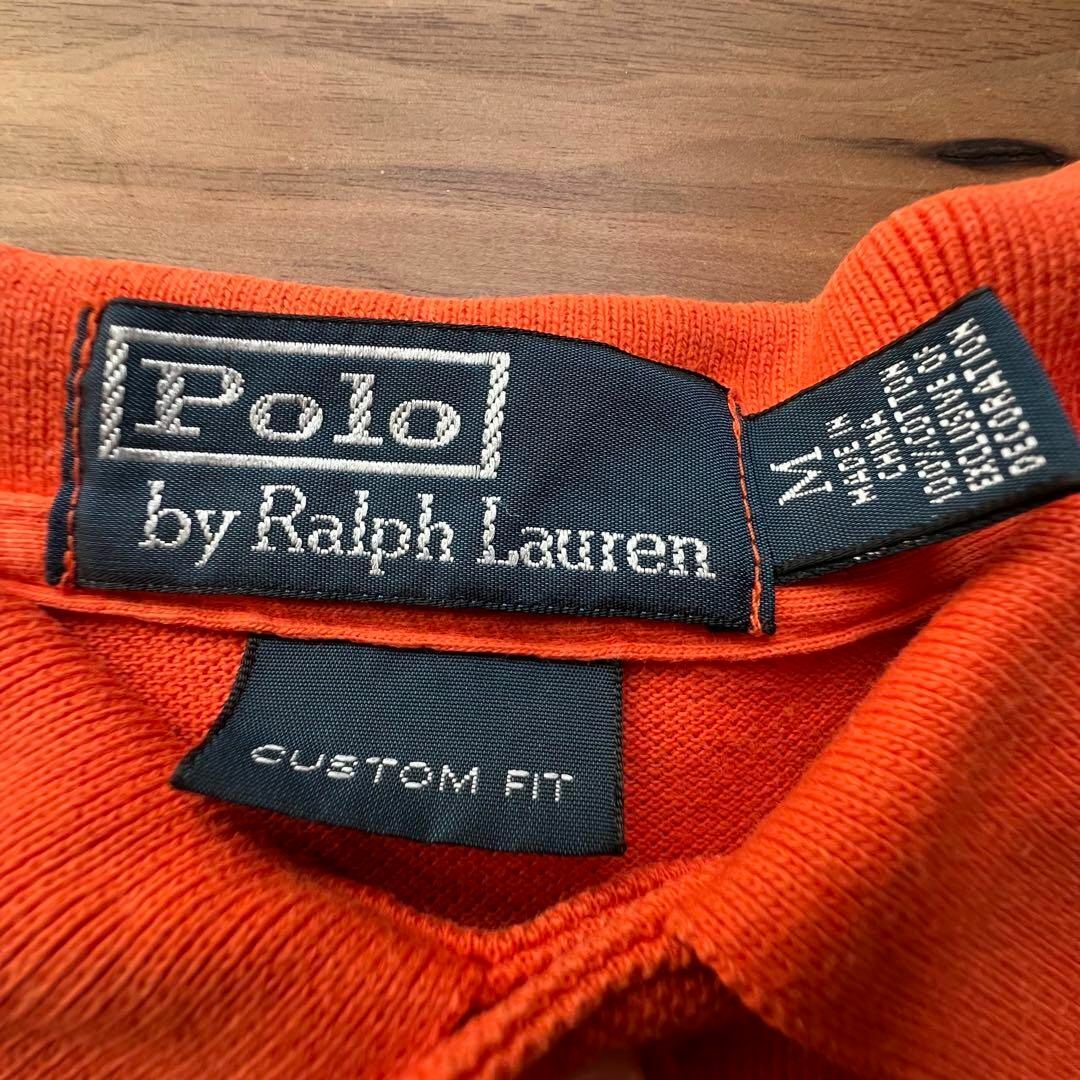 Polo
by Ralph Lauren
M
MADE IN
CHINA
100/COTTON
EXCLUSIVE OF
DECORATION
CUSTOM FIT